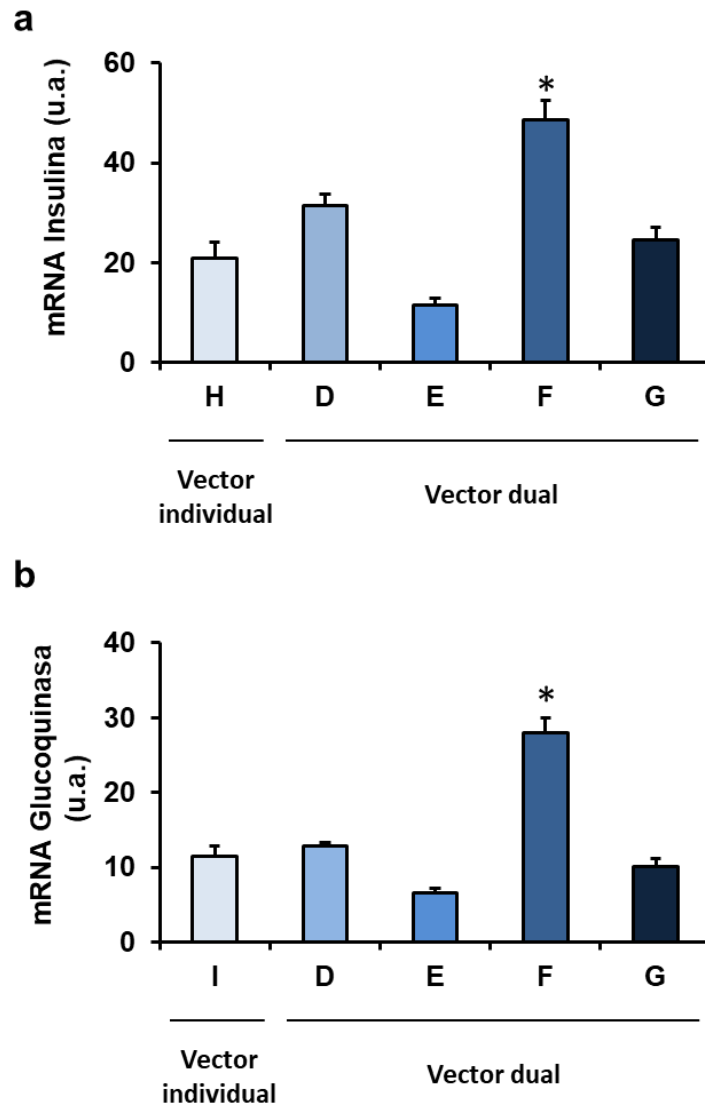 a
mRNA Insulina (u.a.)
60
40
20
0
*
H D E F G
Vector
individual
Vector dual
b
mRNA Glucoquinasa
(u.a.)
40
30
20
10
0
*
I D E F G
Vector
individual
Vector dual